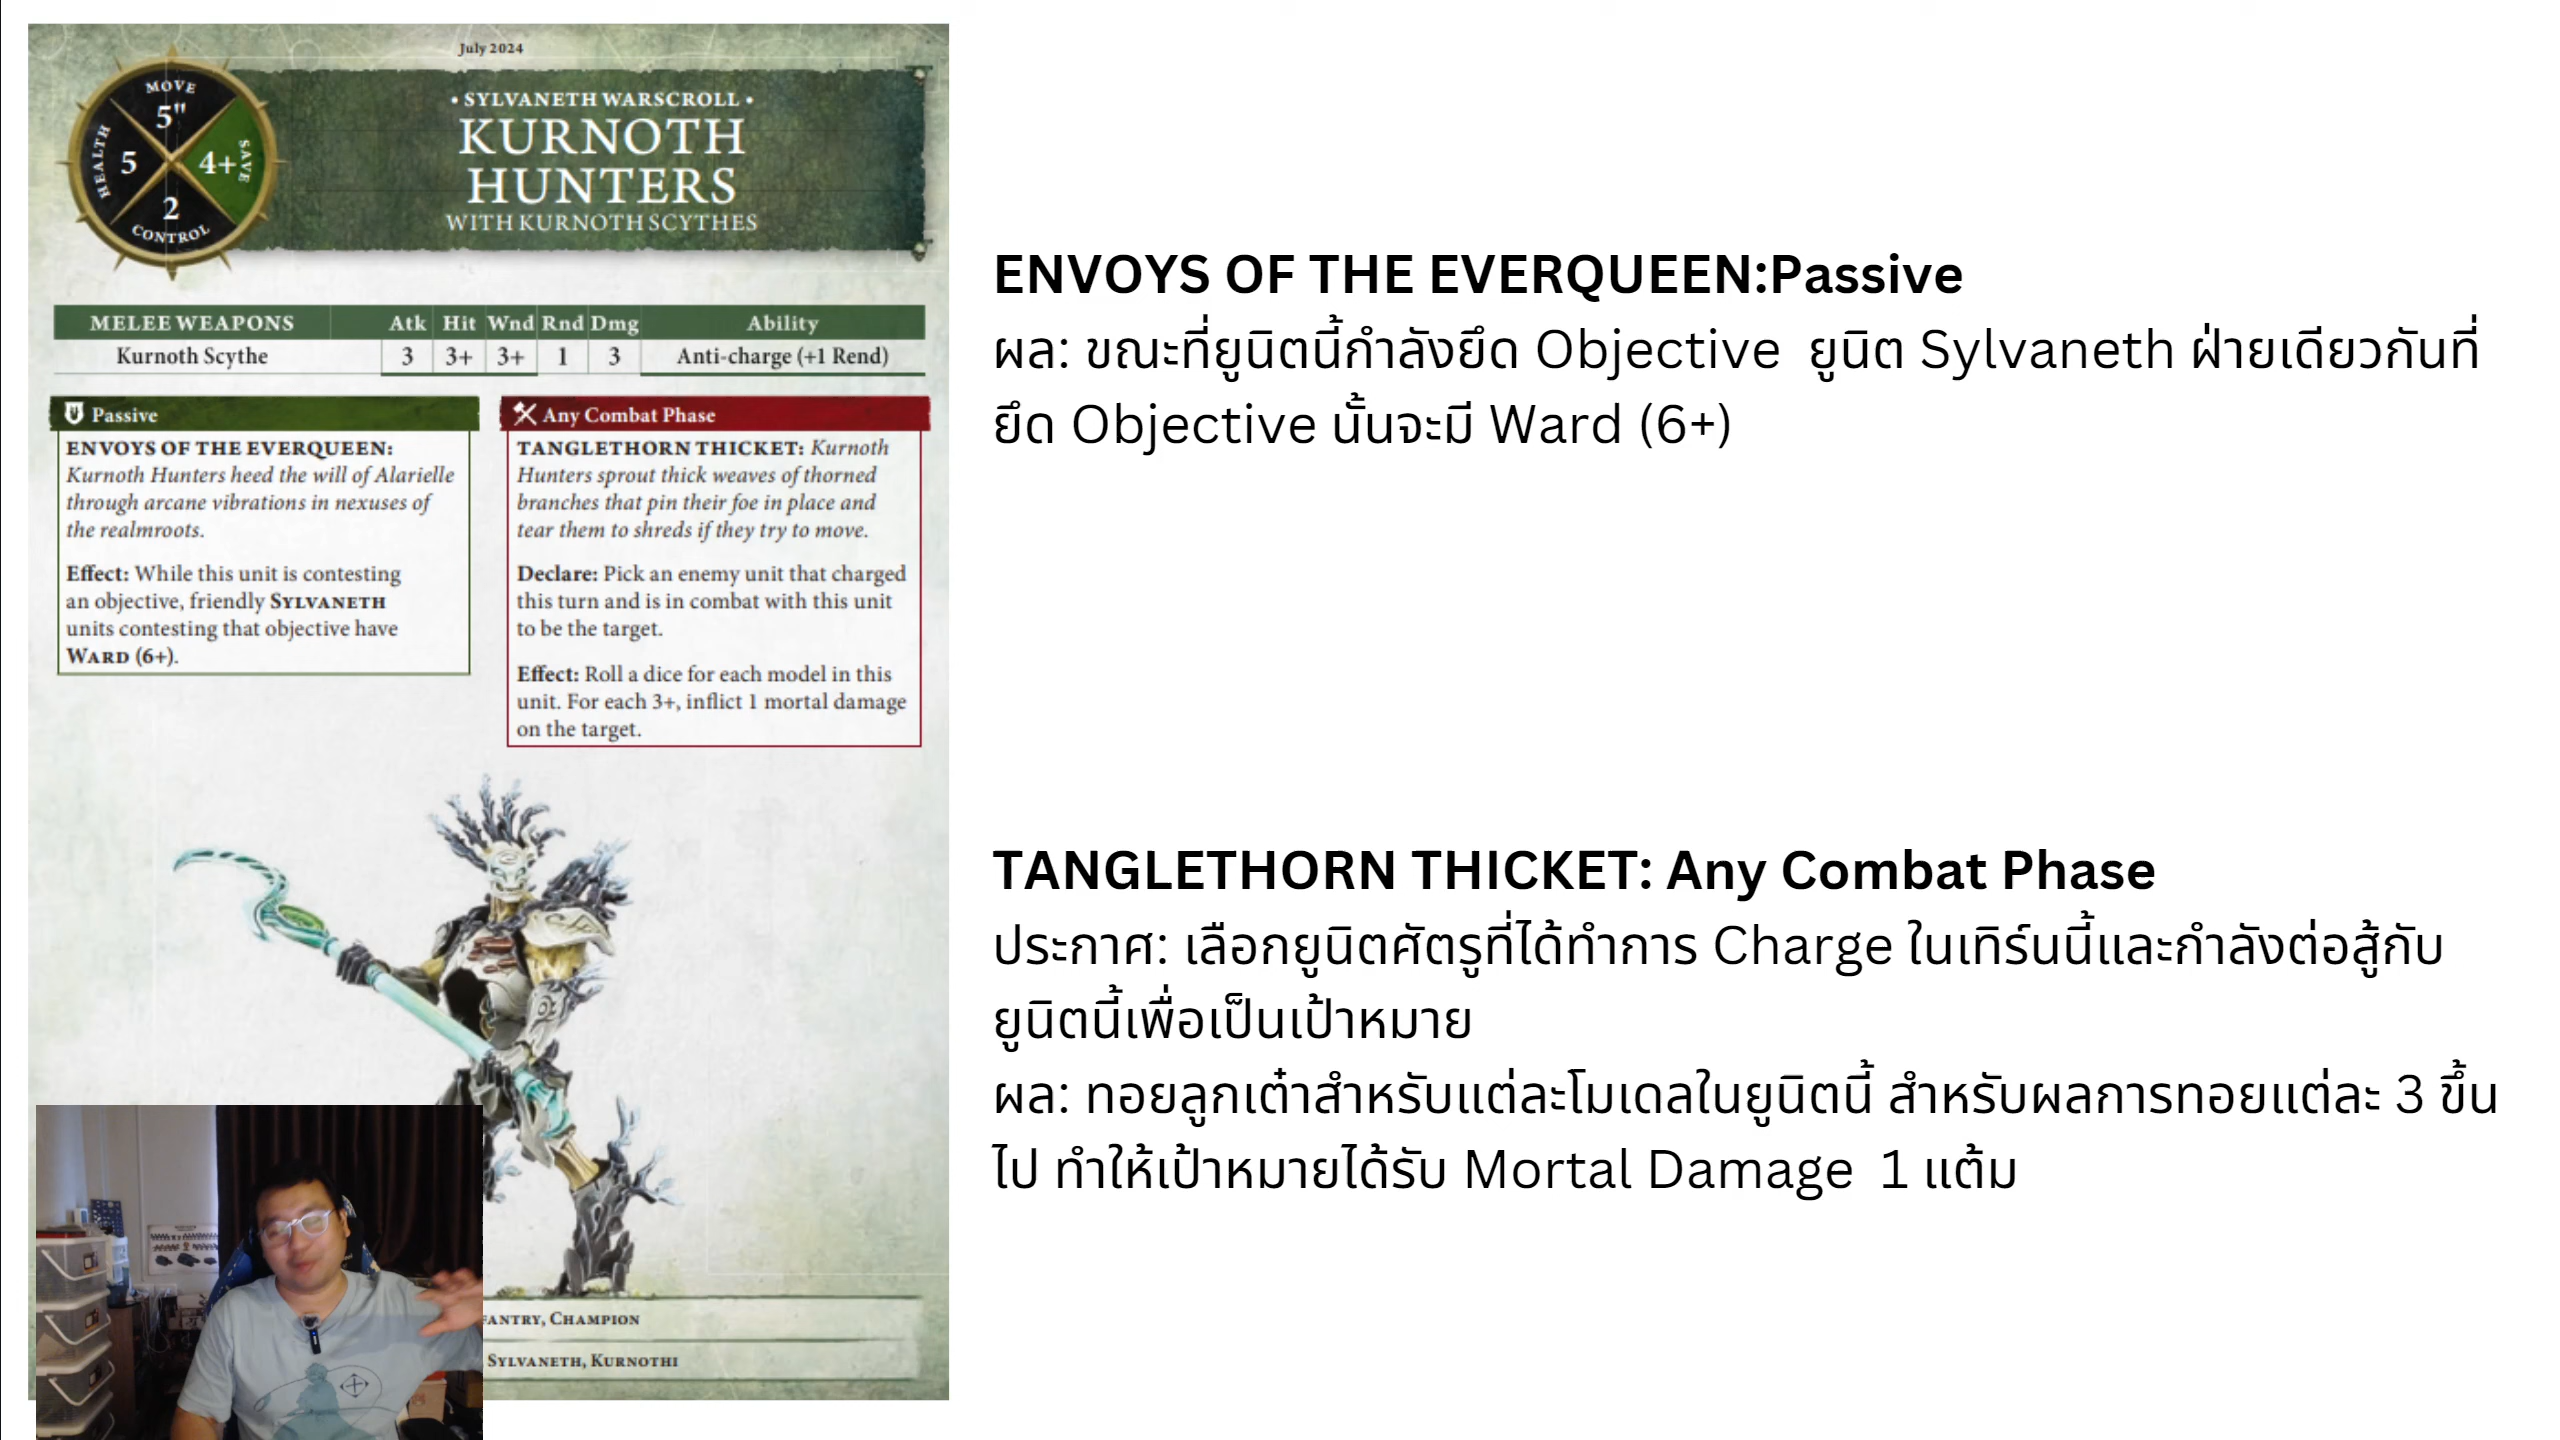 July 2024
• SYLVANETH WARSCROLL •
KURNOTH
HUNTERS
WITH KURNOTH SCYTHES
MOVE
5"
HEALTH
5
4+
SAVE
2
CONTROL
MELEE WEAPONS Atk Hit Wnd Rnd Dmg Ability
Kurnoth Scythe 3 3+ 3+ 1 3 Anti-charge (+1 Rend)
Passive
ENVOYS OF THE EVERQUEEN:
Kurnoth Hunters heed the will of Alarielle
through arcane vibrations in nexuses of
the realmroots.
Effect: While this unit is contesting
an objective, friendly SYLVANETH
units contesting that objective have
WARD (6+).
Any Combat Phase
TANGLETHORN THICKET: Kurnoth
Hunters sprout thick weaves of thorned
branches that pin their foe in place and
tear them to shreds if they try to move.
Declare: Pick an enemy unit that charged
this turn and is in combat with this unit
to be the target.
Effect: Roll a dice for each model in this
unit. For each 3+, inflict 1 mortal damage
on the target.
FANTRY, CHAMPION
SYLVANETH, KURNOTHI
ENVOYS OF THE EVERQUEEN:Passive
ผล: ขณะที่ยูนิตนี้กำลังยึด Objective ยูนิต Sylvaneth ฝ่ายเดียวกันที่
ยึด Objective นั้นจะมี Ward (6+)
TANGLETHORN THICKET: Any Combat Phase
ประกาศ: เลือกยูนิตศัตรูที่ได้ทำการ Charge ในเทิร์นนี้และกำลังต่อสู้กับ
ยูนิตนี้เพื่อเป็นเป้าหมาย
ผล: ทอยลูกเต๋าสำหรับแต่ละโมเดลในยูนิตนี้ สำหรับผลการทอยแต่ละ 3 ขึ้น
ไป ทำให้เป้าหมายได้รับ Mortal Damage 1 แต้ม